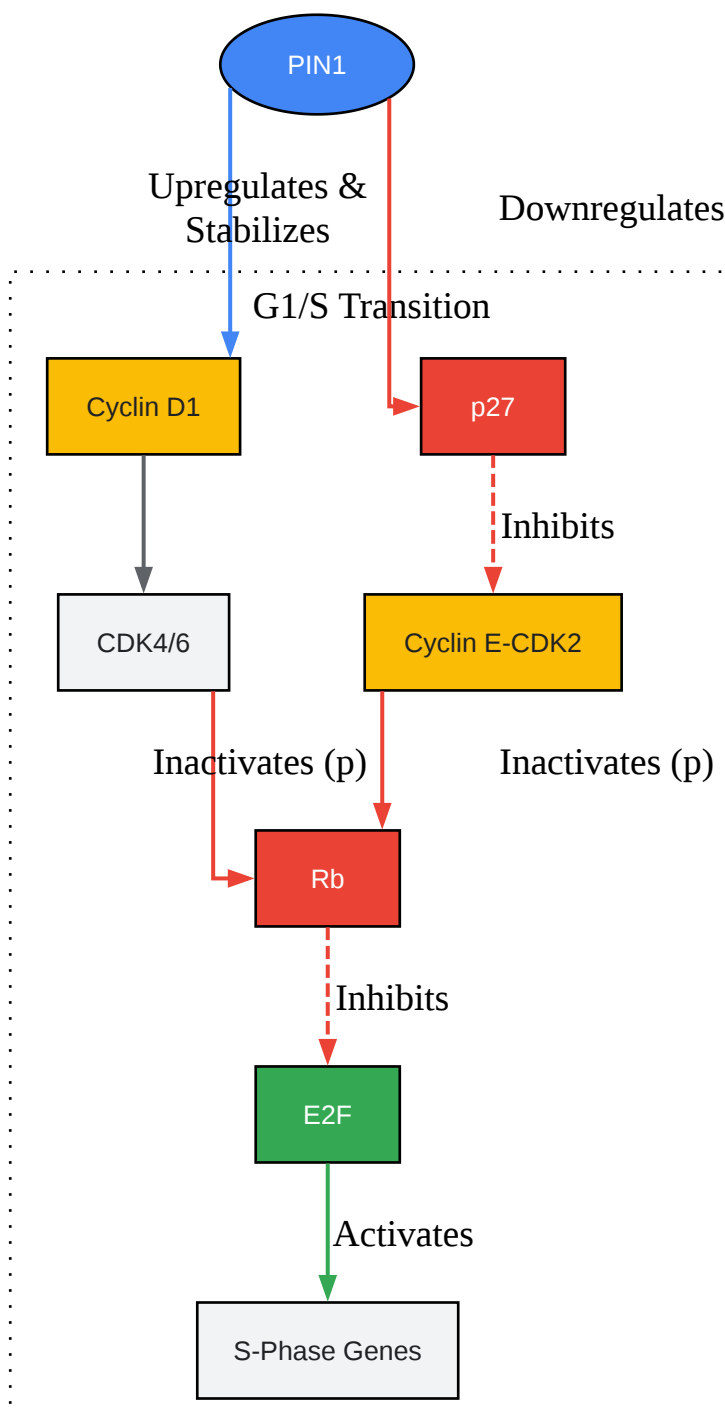 PIN1
Upregulates &
Stabilizes
Downregulates
G1/S Transition
Cyclin D1
p27
Inhibits
CDK4/6
Cyclin E-CDK2
Inactivates (p)
Inactivates (p)
Rb
Inhibits
E2F
Activates
S-Phase Genes